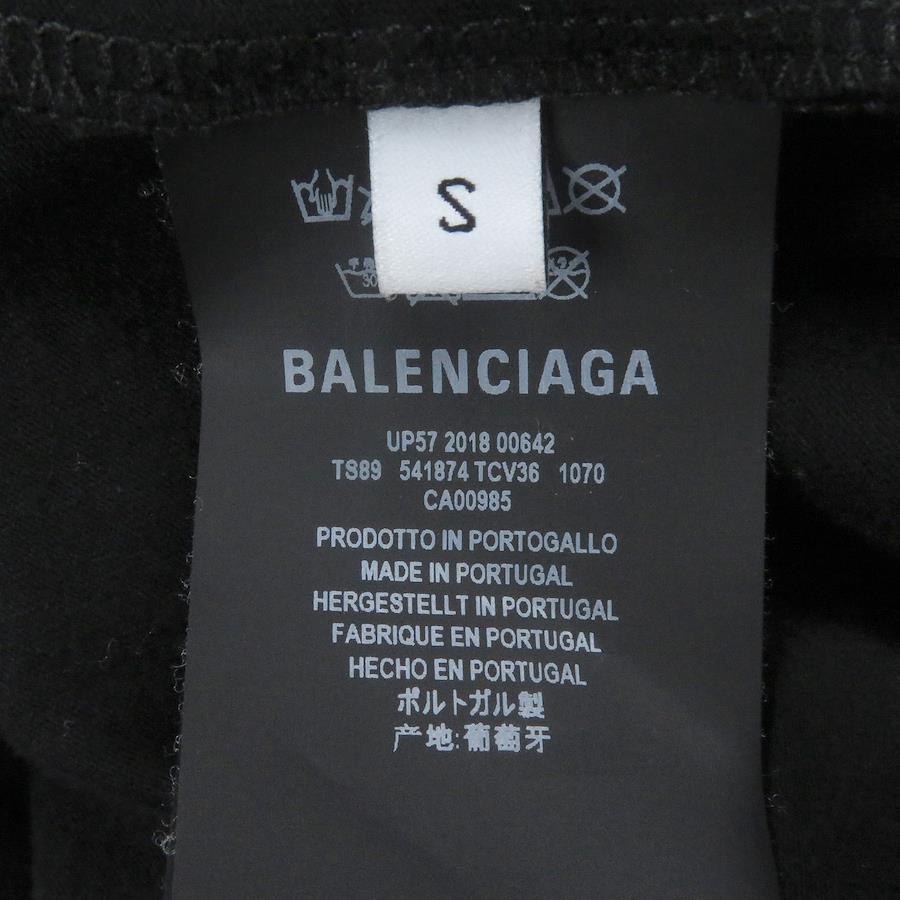 S
30
BALENCIAGA
UP57 2018 00642
TS89 541874 TCV36 1070
CA00985
PRODOTTO IN PORTOGALLO
MADE IN PORTUGAL
HERGESTELLT IN PORTUGAL
FABRIQUE EN PORTUGAL
HECHO EN PORTUGAL
ポルトガル製
产地:葡萄牙